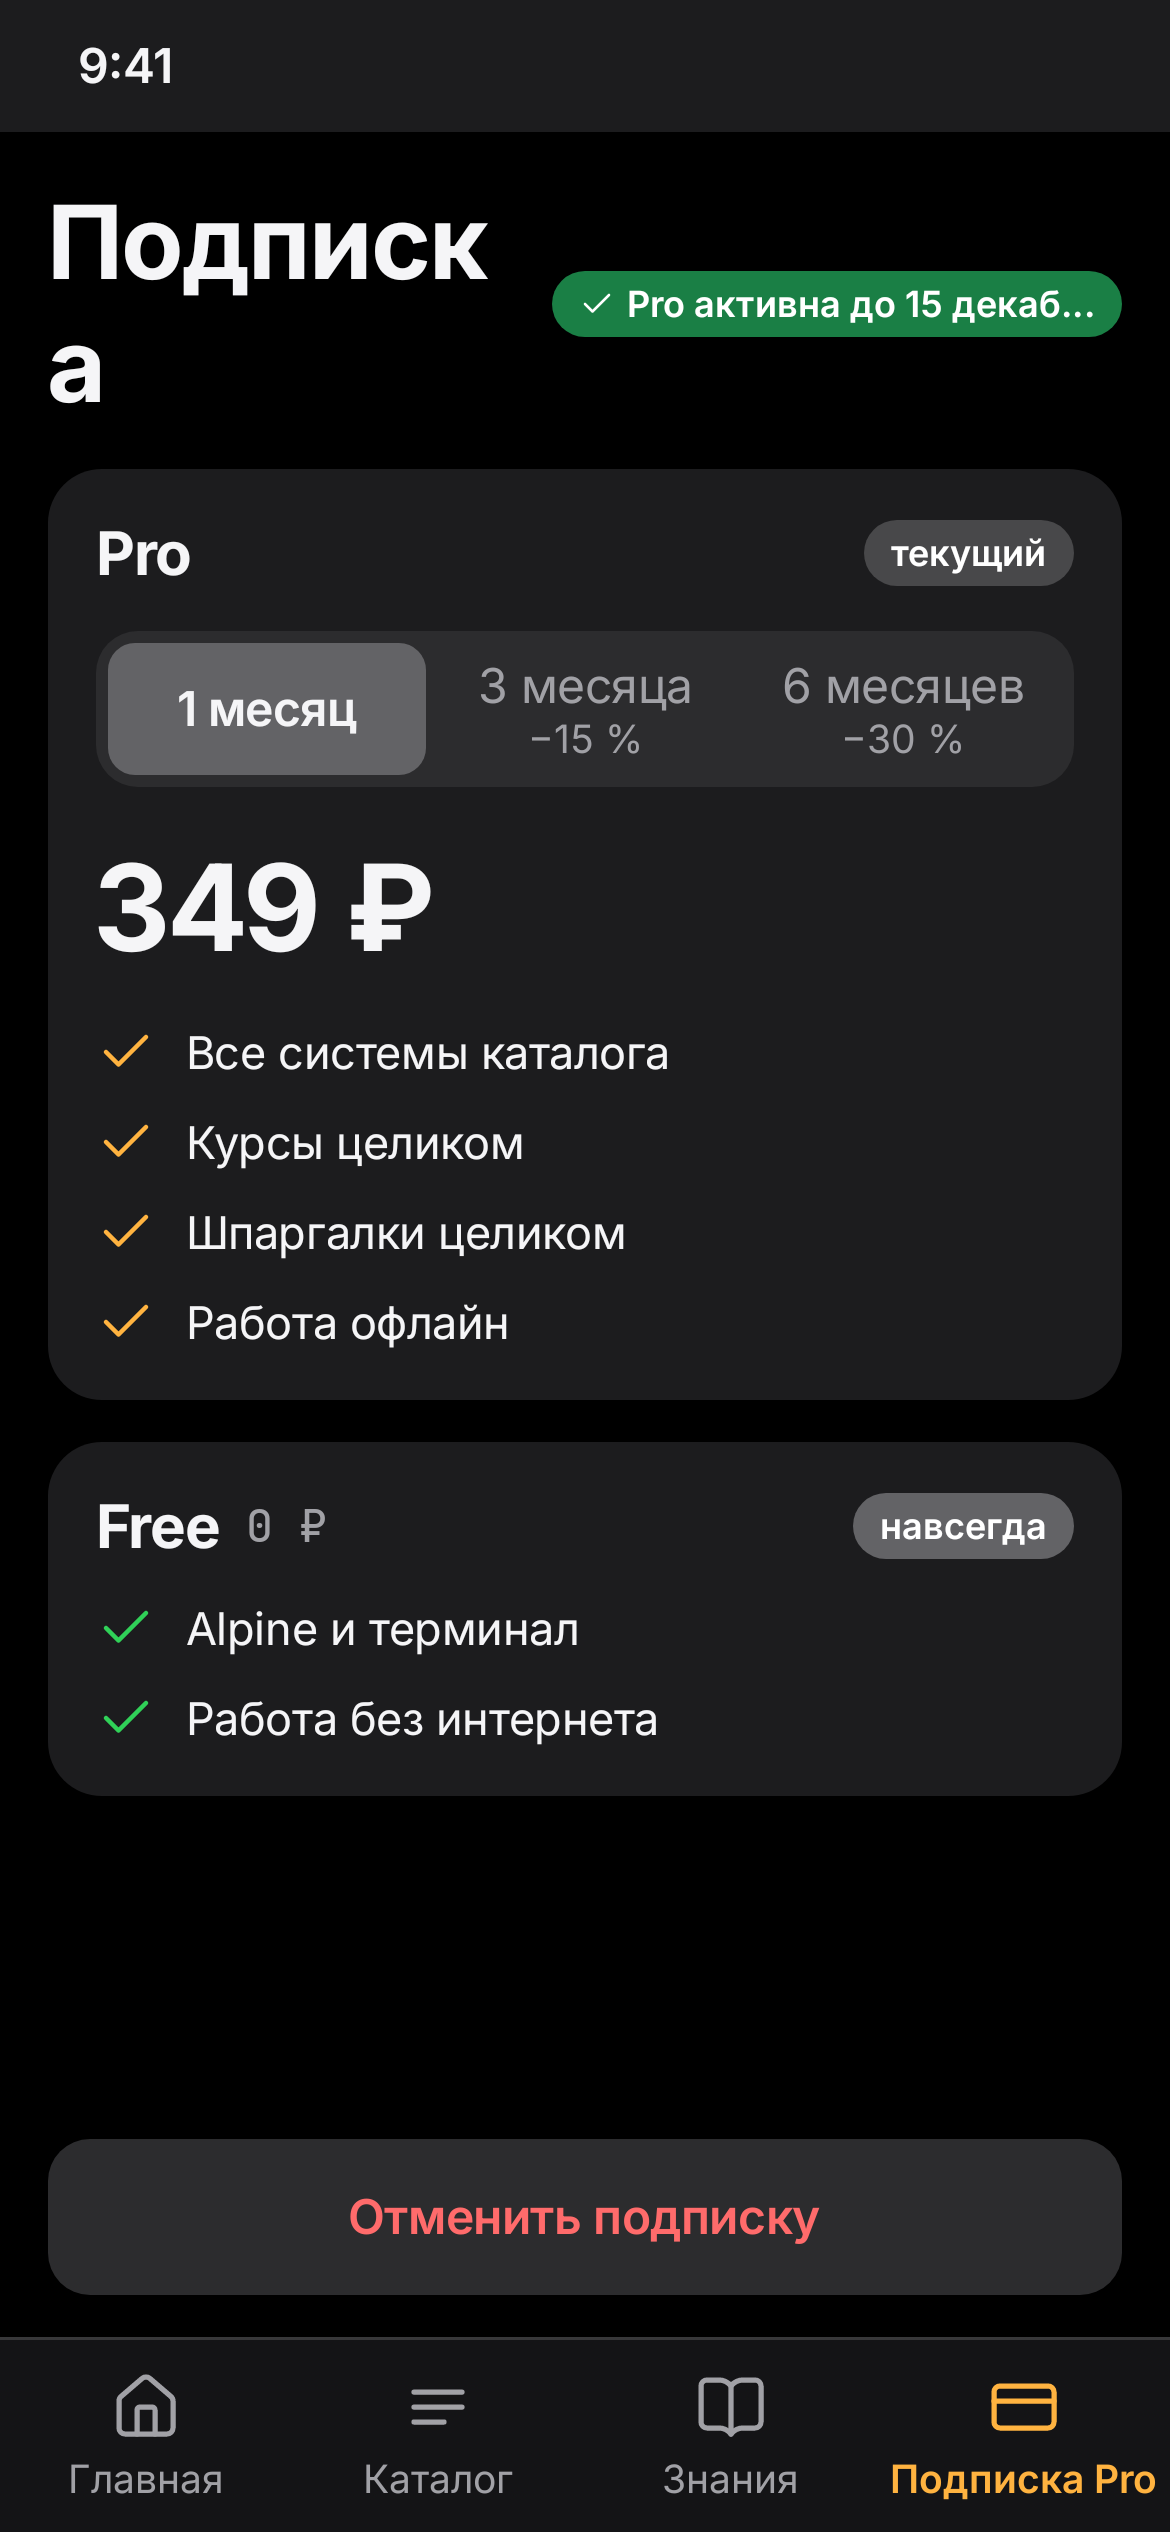 9:41
Подписк
а
Pro активна до 15 декаб...
Pro
текущий
1 месяц
3 месяца
−15 %
6 месяцев
−30 %
349 ₽
Все системы каталога
Курсы целиком
Шпаргалки целиком
Работа офлайн
Free 0 ₽
навсегда
Alpine и терминал
Работа без интернета
Отменить подписку
Главная
Каталог
Знания
Подписка Pro